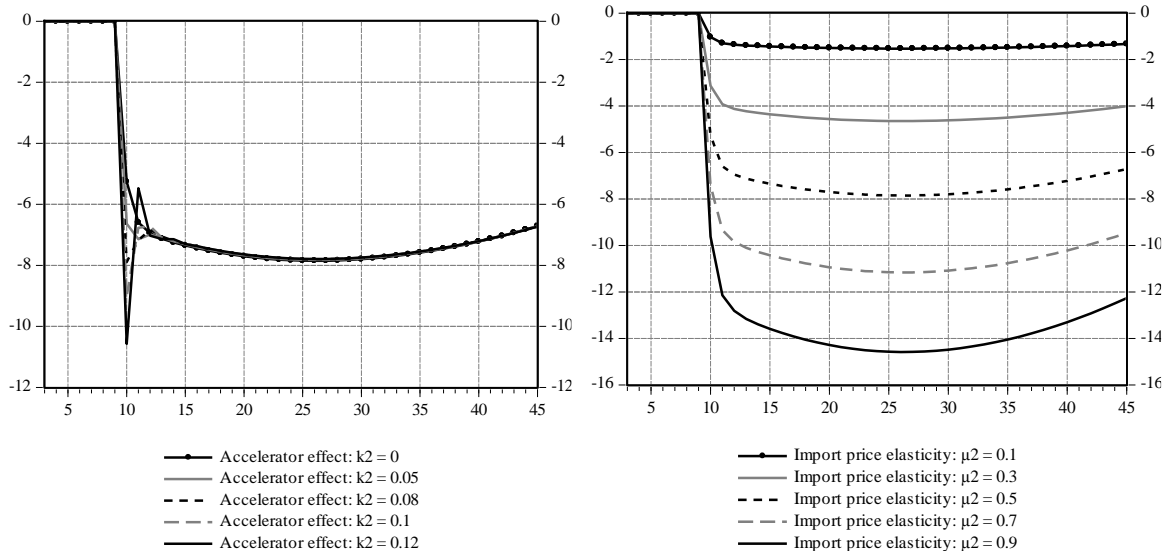 0
-2
-4
-6
-8
-10
-12
0
-2
-4
-6
-8
-10
-12
5 10 15 20 25 30 35 40 45
Accelerator effect: k2 = 0
Accelerator effect: k2 = 0.05
Accelerator effect: k2 = 0.08
Accelerator effect: k2 = 0.1
Accelerator effect: k2 = 0.12
0
-2
-4
-6
-8
-10
-12
-14
-16
0
-2
-4
-6
-8
-10
-12
-14
-16
5 10 15 20 25 30 35 40 45
Import price elasticity: µ2 = 0.1
Import price elasticity: µ2 = 0.3
Import price elasticity: µ2 = 0.5
Import price elasticity: µ2 = 0.7
Import price elasticity: µ2 = 0.9